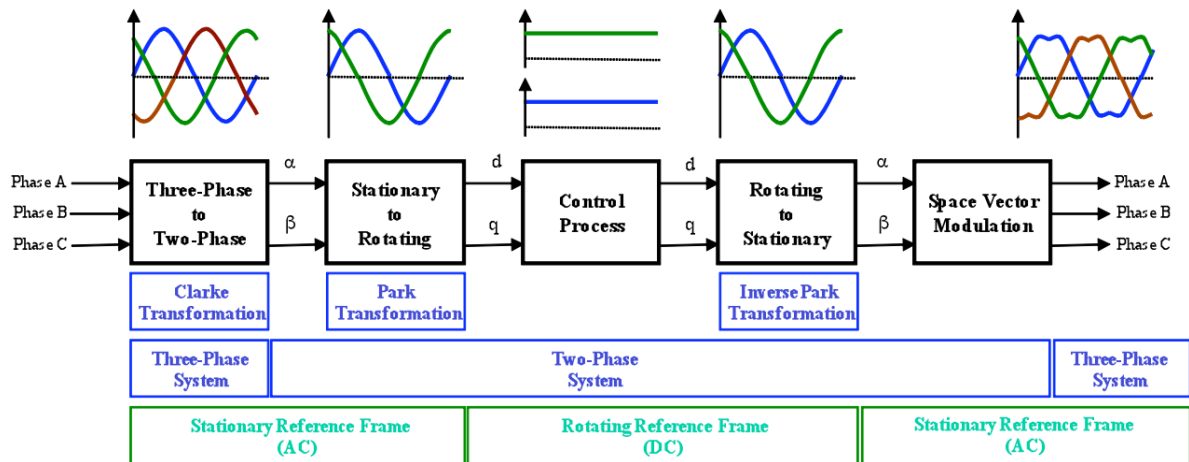 α d d α
Phase A Three-Phase to Two-Phase Stationary to Rotating Control Process Rotating to Stationary Space Vector Modulation Phase A
Phase B Phase B
Phase C Phase C
β q q β
Clarke Transformation
Park Transformation
Inverse Park Transformation
Three-Phase System
Two-Phase System
Three-Phase System
Stationary Reference Frame (AC)
Rotating Reference Frame (DC)
Stationary Reference Frame (AC)